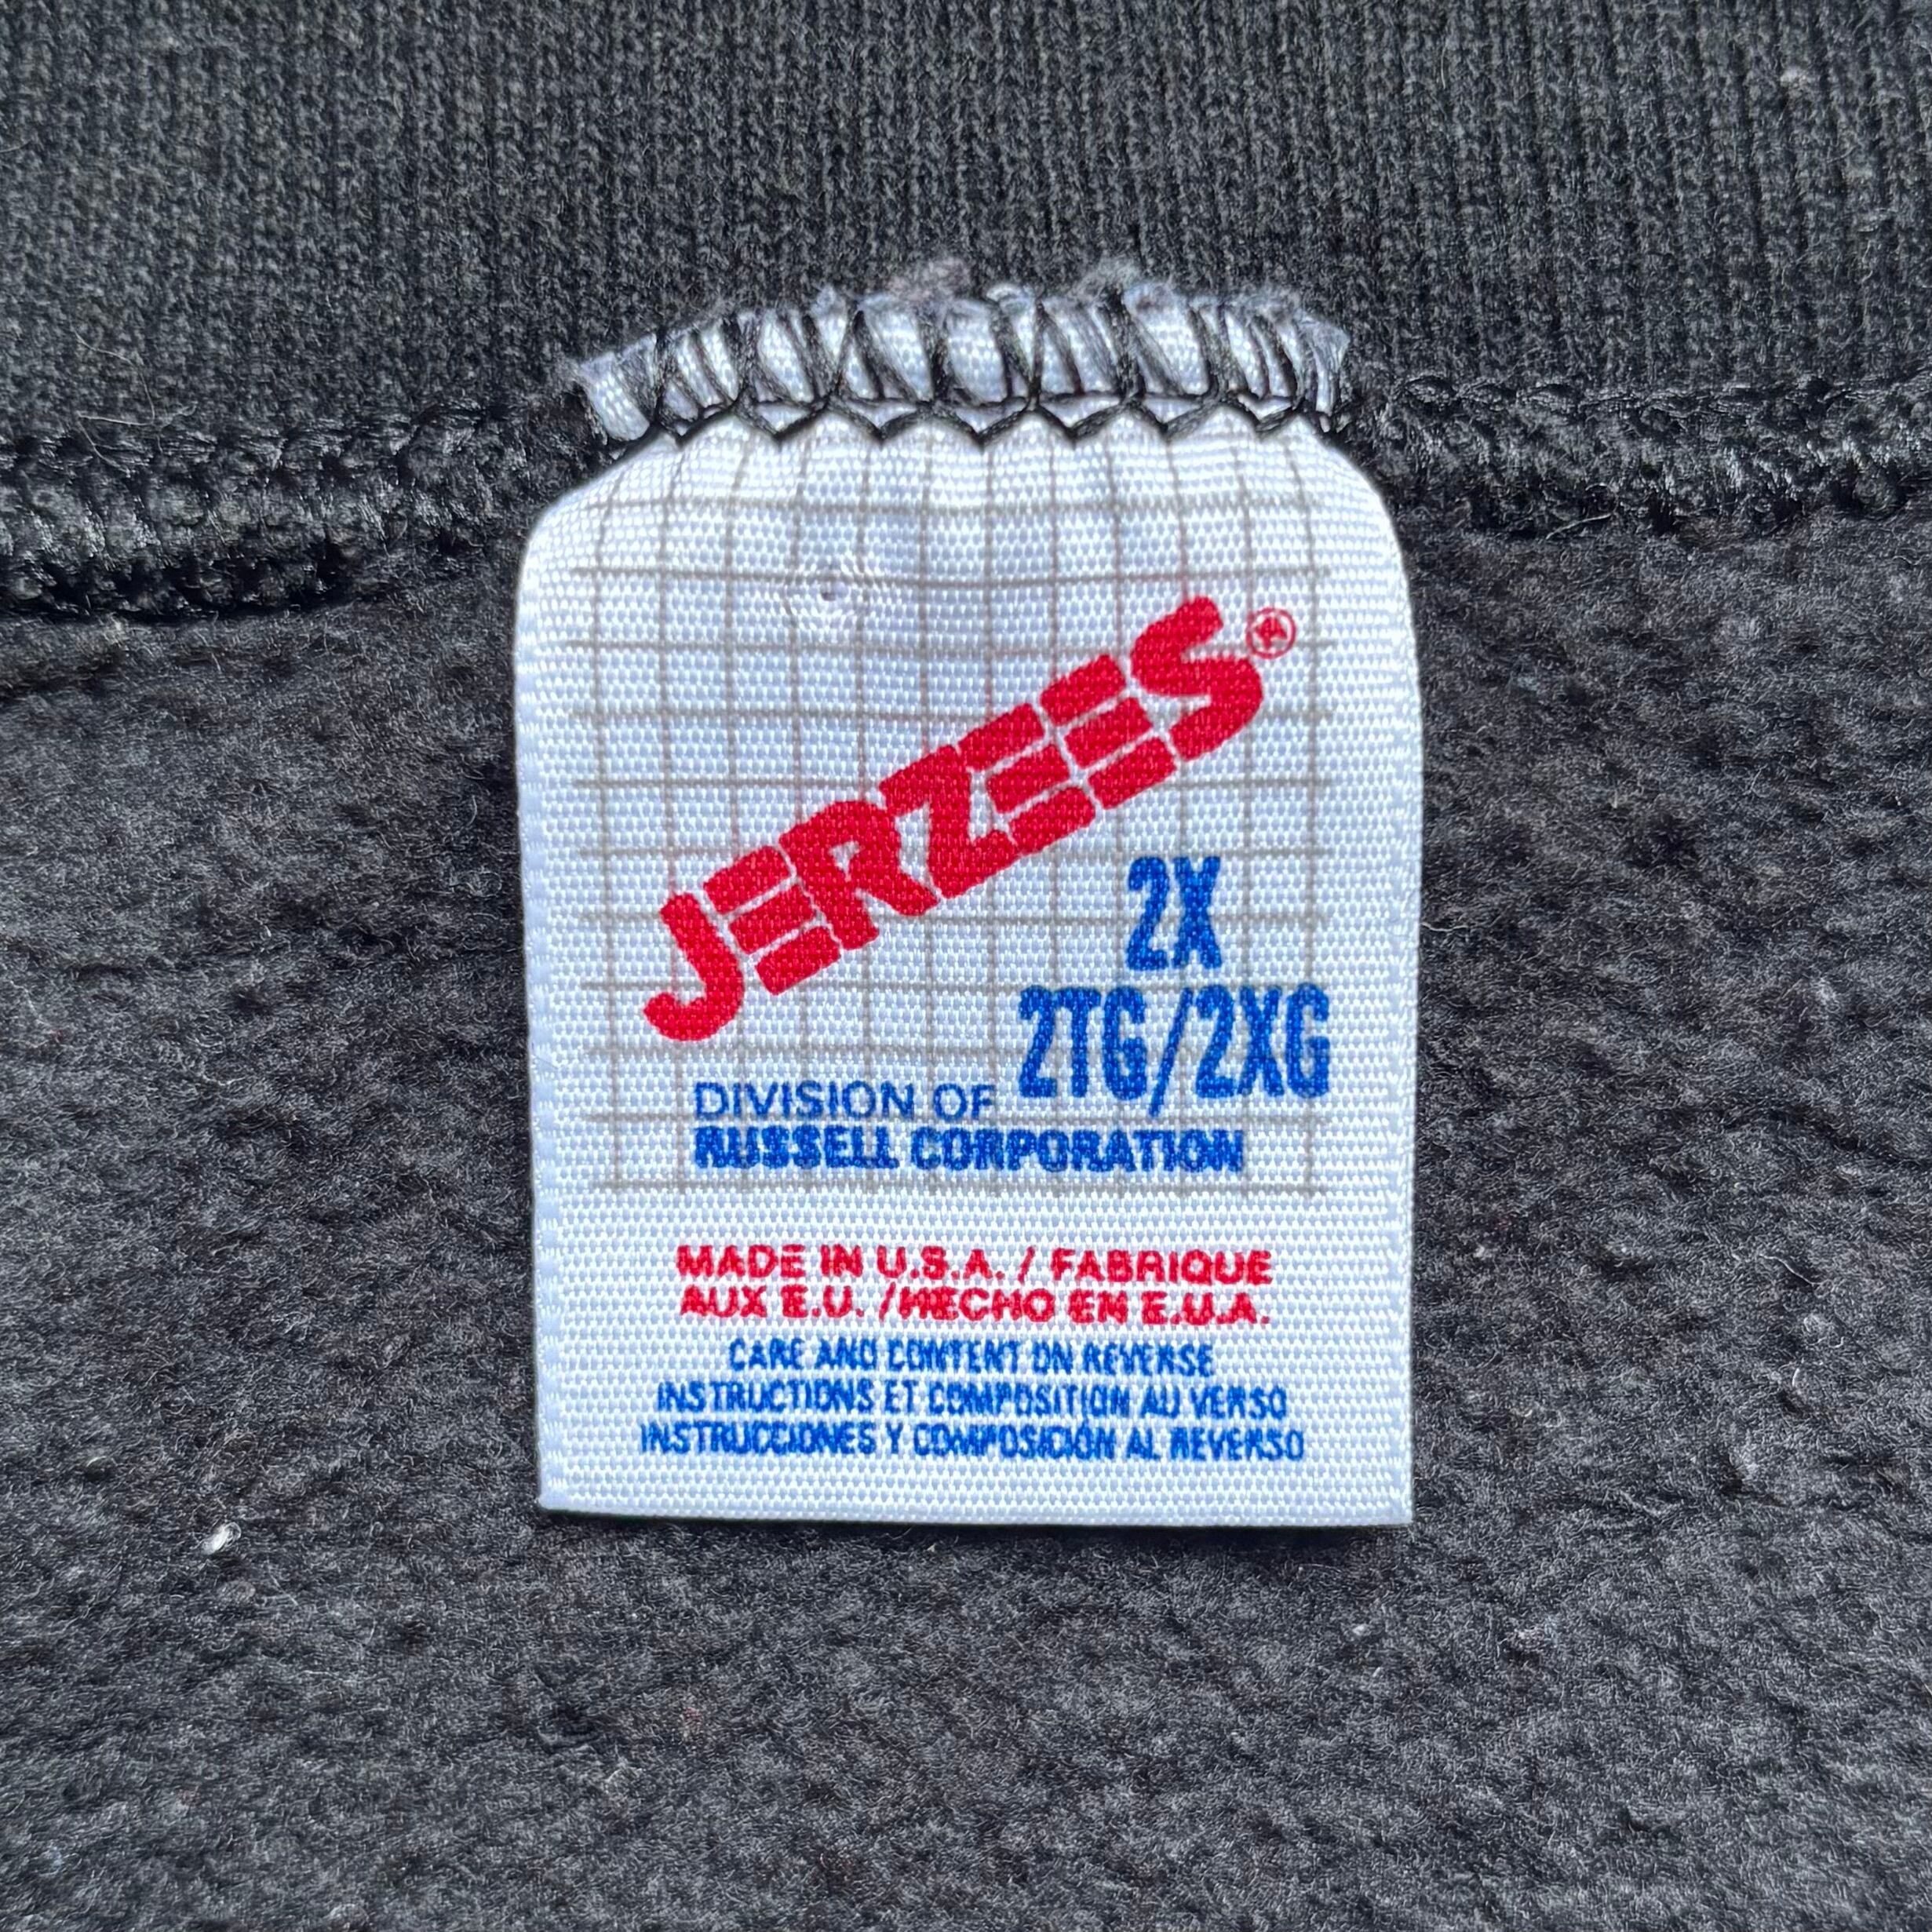 JERZEES®
2X
2TG/2XG
DIVISION OF
RUSSELL CORPORATION
MADE IN U.S.A. / FABRIQUE
AUX E.U. /HECHO EN E.U.A.
CARE AND CONTENT ON REVERSE
INSTRUCTIONS ET COMPOSITION AU VERSO
INSTRUCCIONES Y COMPOSICIÓN AL REVERSO